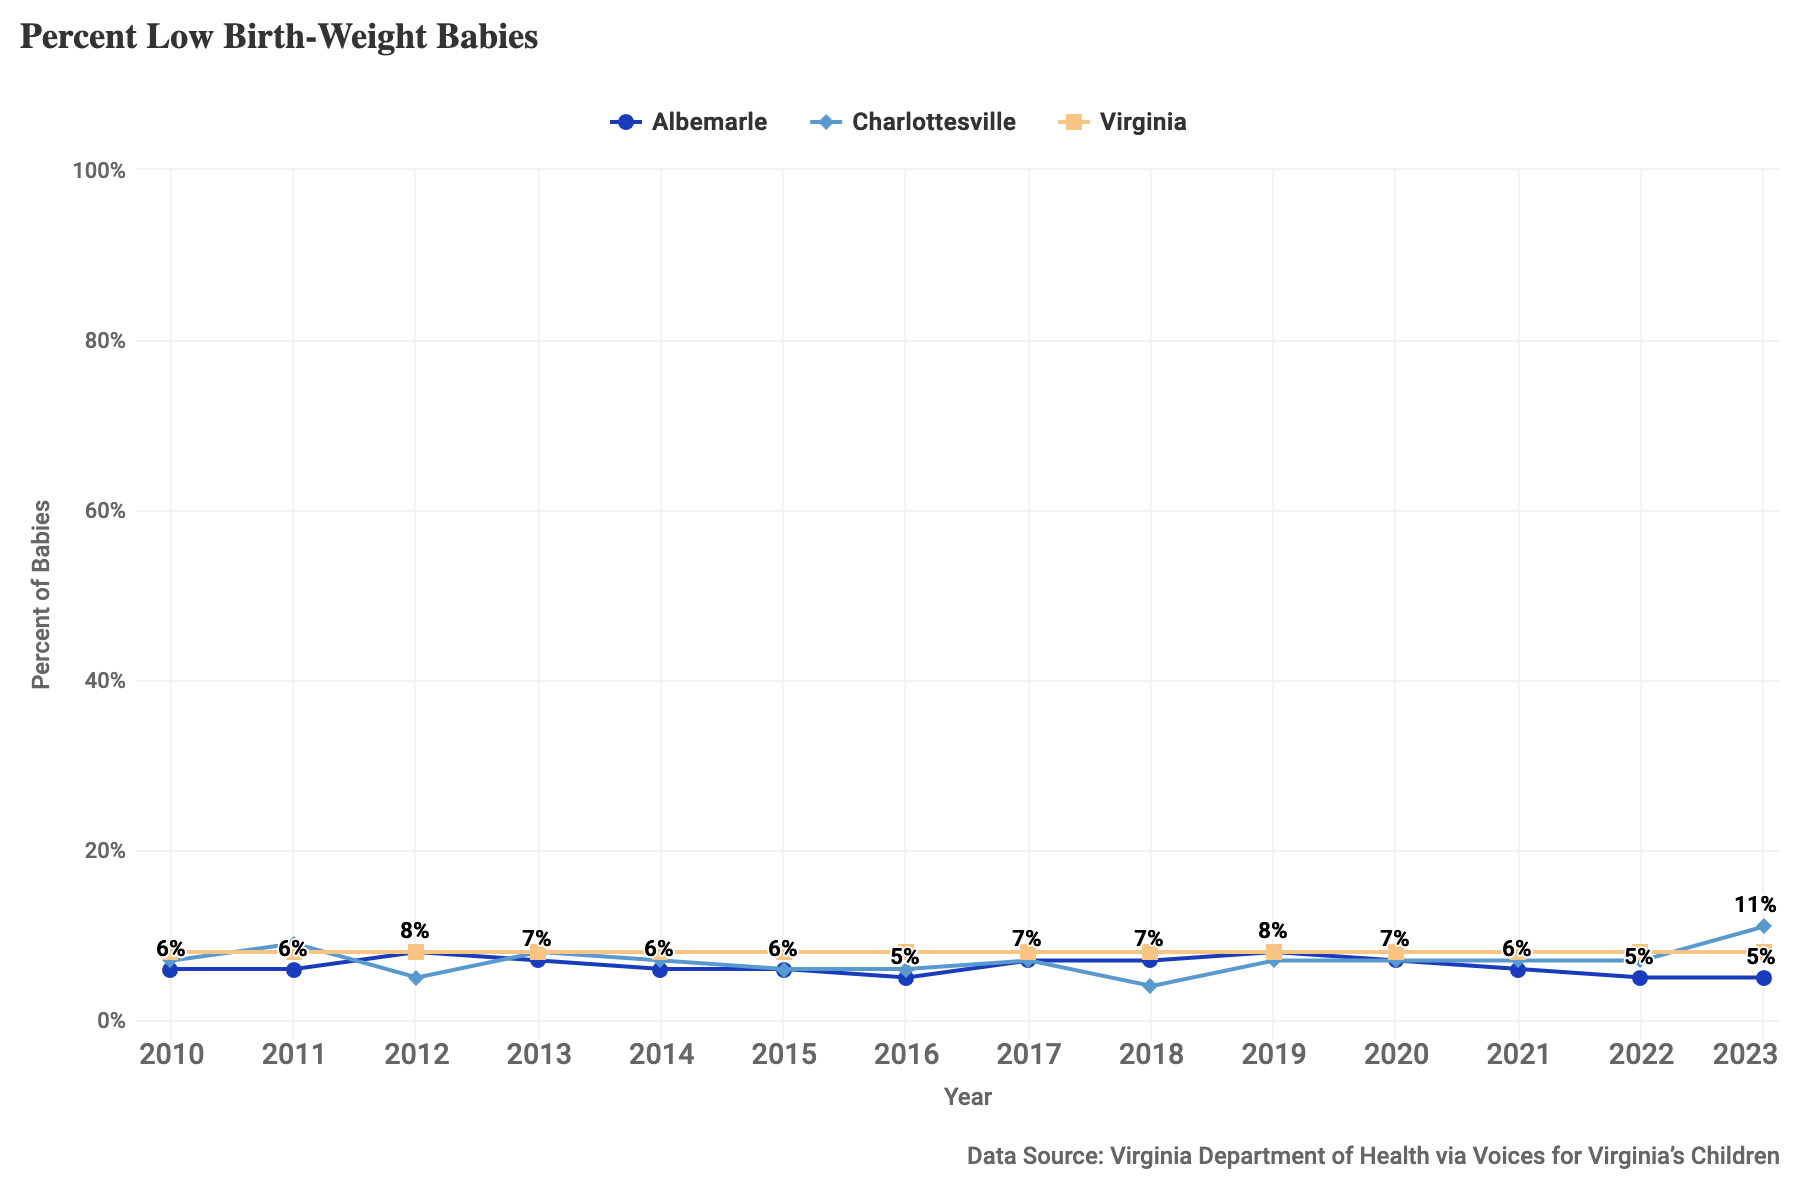 Percent Low Birth-Weight Babies
Albemarle Charlottesville Virginia
100%
80%
60%
40%
20%
0%
Percent of Babies
6% 6% 8% 7% 6% 6% 5% 7% 7% 8% 7% 6% 5% 11% 5%
2010 2011 2012 2013 2014 2015 2016 2017 2018 2019 2020 2021 2022 2023
Year
Data Source: Virginia Department of Health via Voices for Virginia's Children